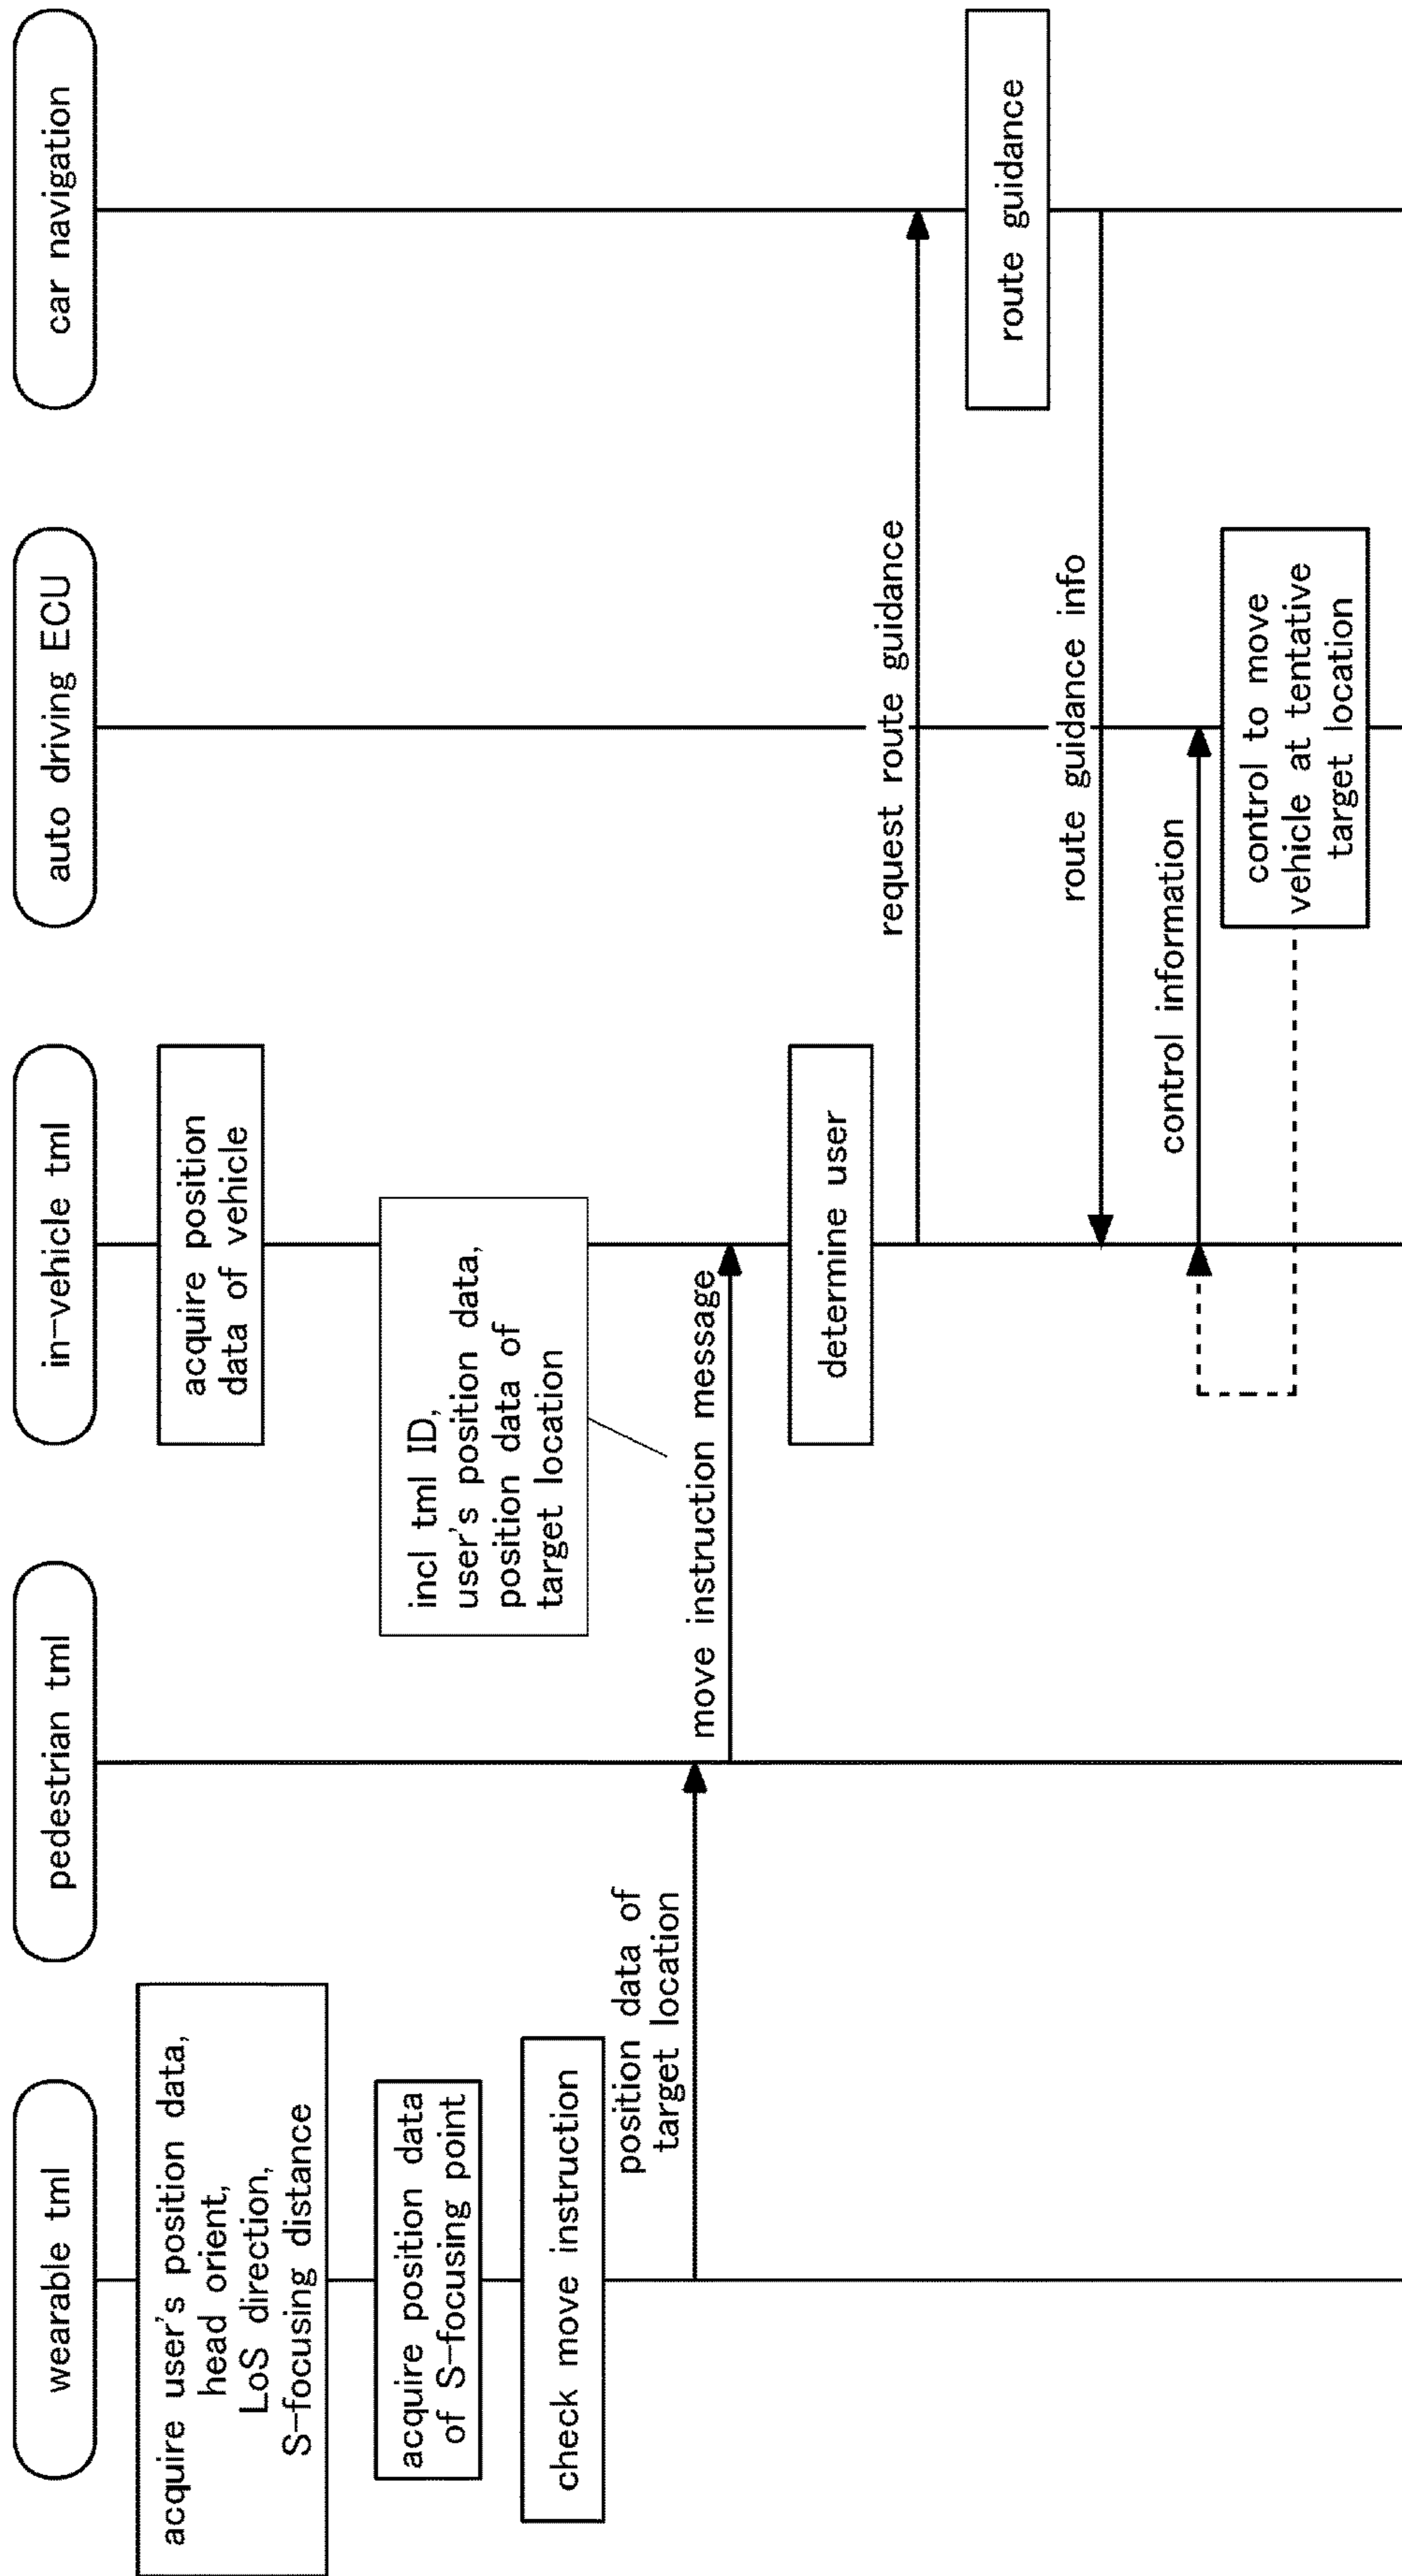 wearable tml
pedestrian tml
in-vehicle tml
auto driving ECU
car navigation
acquire user's position data,
head orient,
LoS direction,
S-focusing distance
acquire position
data of vehicle
acquire position data
of S-focusing point
incl tml ID,
user's position data,
position data of
target location
check move instruction
position data of
target location
move instruction message
determine user
request route guidance
route guidance
route guidance info
control information
control to move
vehicle at tentative
target location